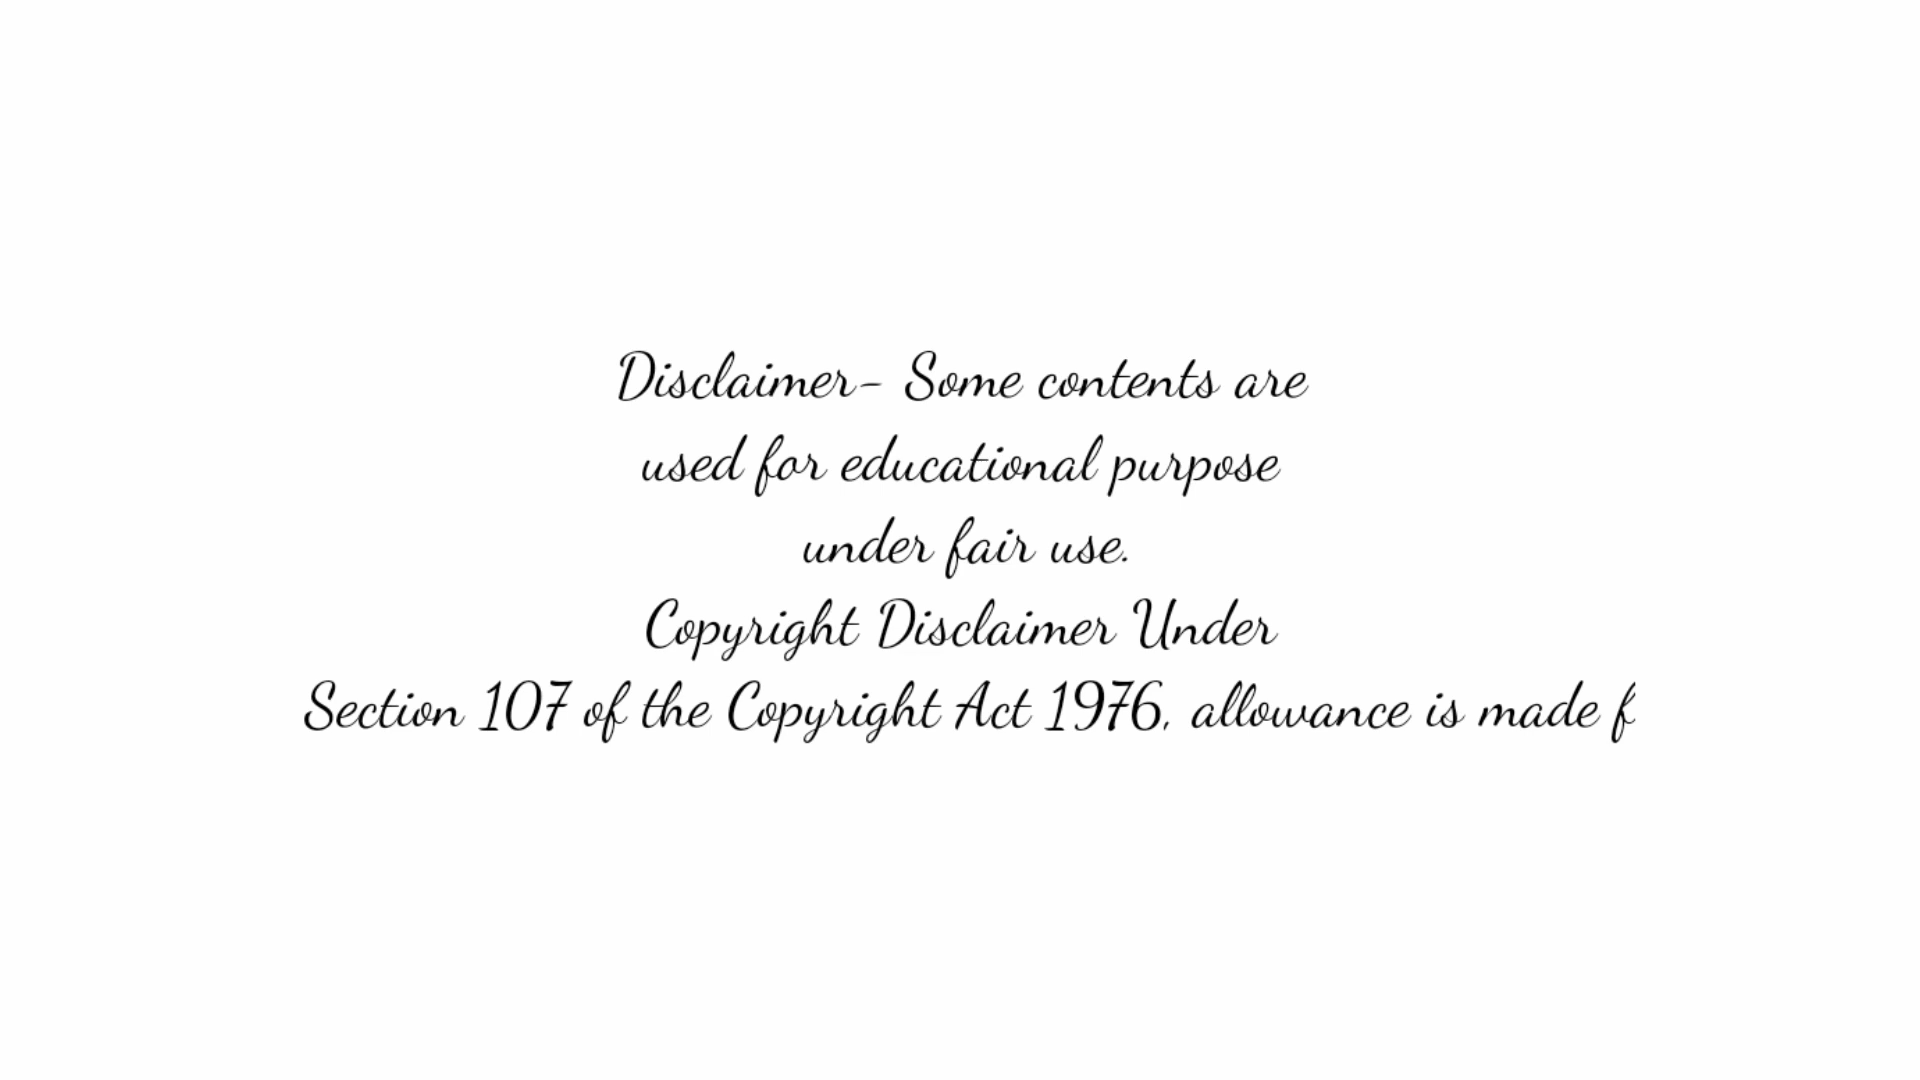 Disclaimer- Some contents are
used for educational purpose
under fair use.
Copyright Disclaimer Under
Section 107 of the Copyright Act 1976, allowance is made f